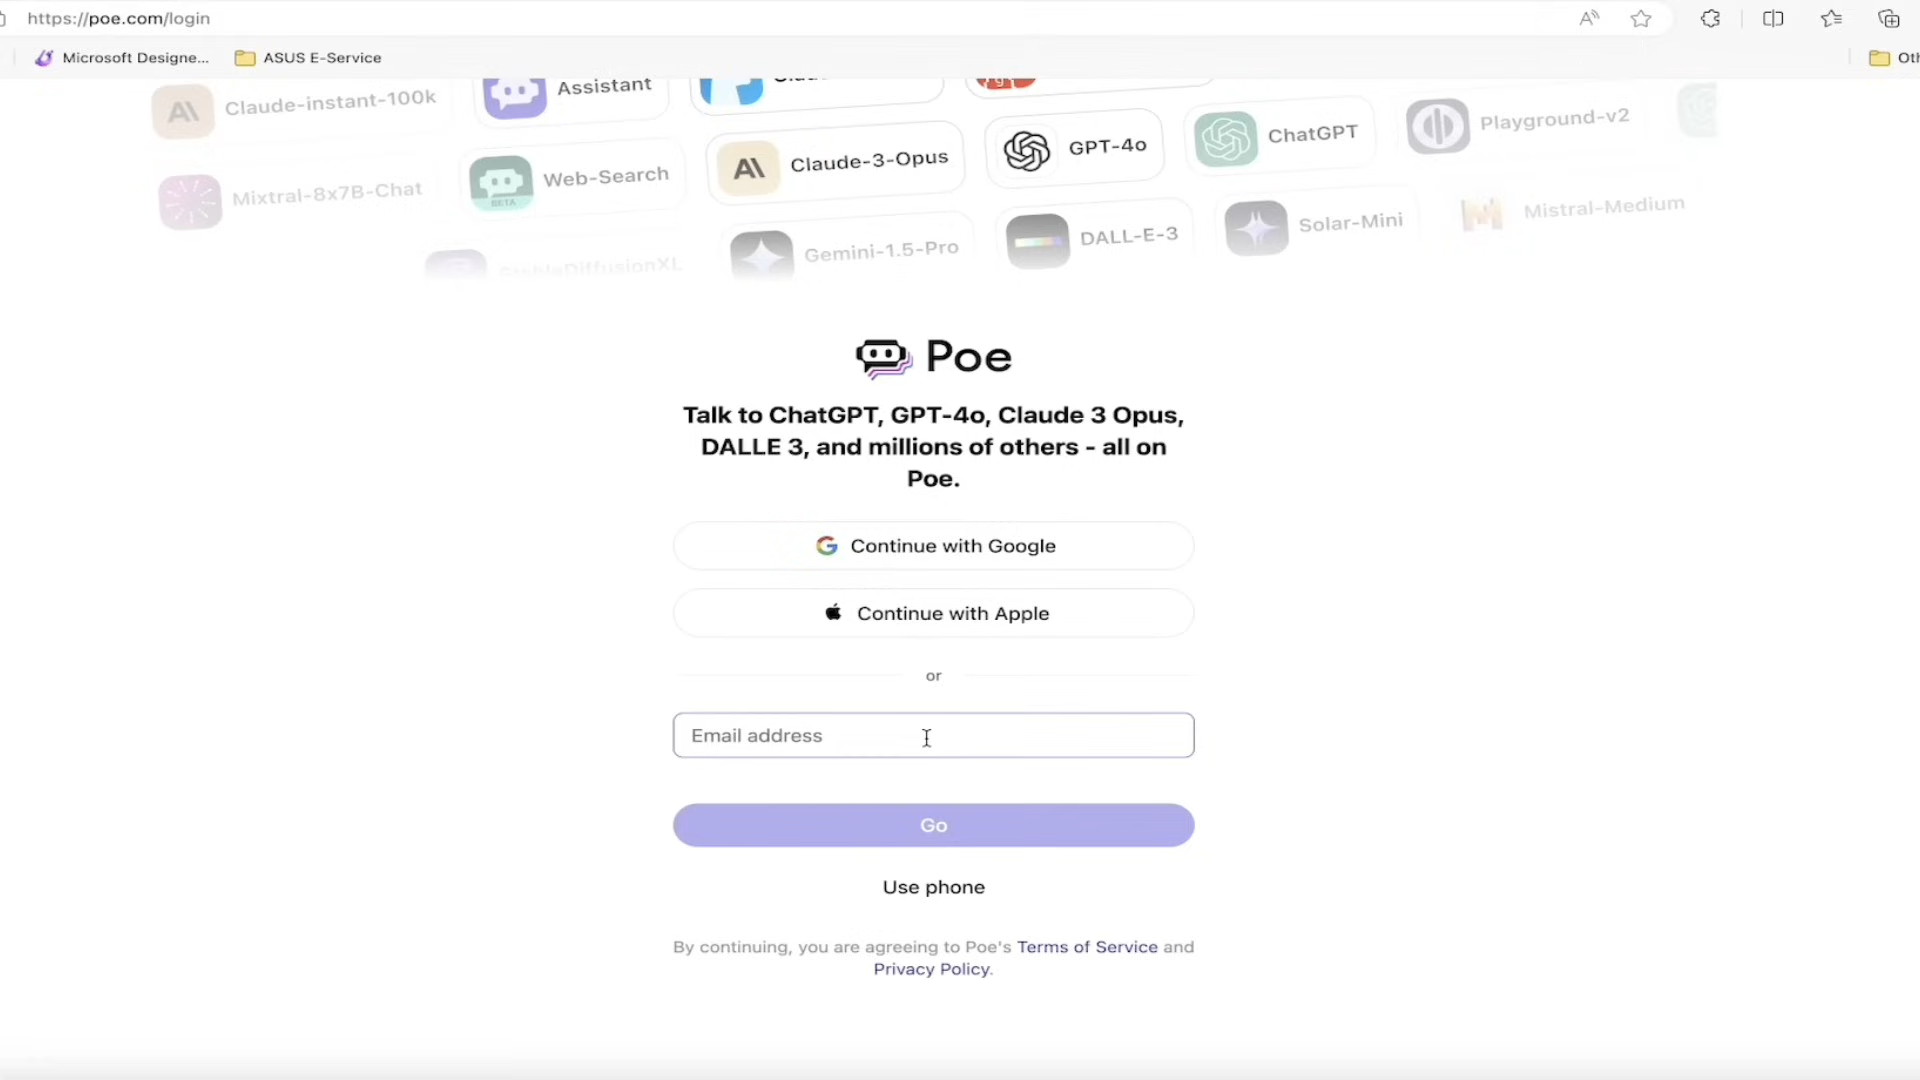 https://poe.com/login
Microsoft Designe...
ASUS E-Service
Claude-instant-100k
Assistant
Mixtral-8x7B-Chat
Web-Search
BETA
Claude-3-Opus
GPT-4o
ChatGPT
Playground-v2
StableDiffusionXL
Gemini-1.5-Pro
DALL-E-3
Solar-Mini
Mistral-Medium
Poe
Talk to ChatGPT, GPT-4o, Claude 3 Opus,
DALLE 3, and millions of others - all on
Poe.
Continue with Google
Continue with Apple
or
Email address
Go
Use phone
By continuing, you are agreeing to Poe's Terms of Service and
Privacy Policy.